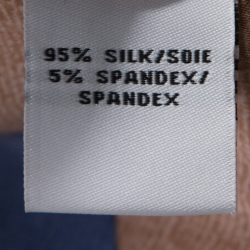 95% SILK/SOIE
5% SPANDEX/
SPANDEX